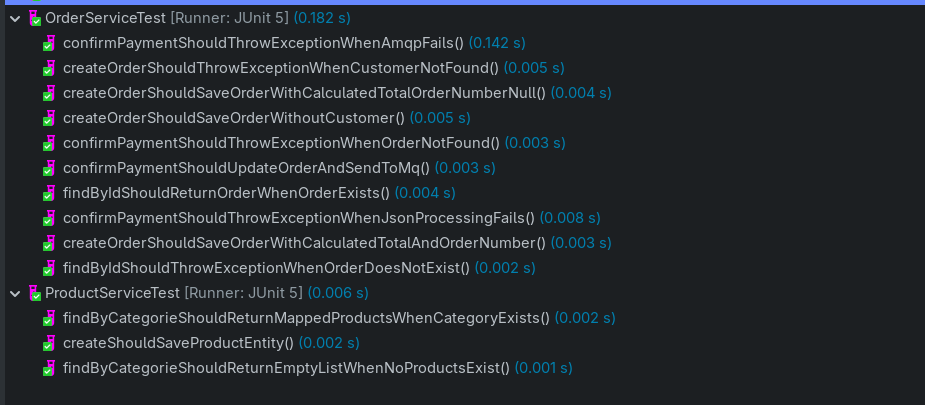 OrderServiceTest [Runner: JUnit 5] (0.182 s)
confirmPaymentShouldThrowExceptionWhenAmqpFails() (0.142 s)
createOrderShouldThrowExceptionWhenCustomerNotFound() (0.005 s)
createOrderShouldSaveOrderWithCalculatedTotalOrderNumberNull() (0.004 s)
createOrderShouldSaveOrderWithoutCustomer() (0.005 s)
confirmPaymentShouldThrowExceptionWhenOrderNotFound() (0.003 s)
confirmPaymentShouldUpdateOrderAndSendToMq() (0.003 s)
findByIdShouldReturnOrderWhenOrderExists() (0.004 s)
confirmPaymentShouldThrowExceptionWhenJsonProcessingFails() (0.008 s)
createOrderShouldSaveOrderWithCalculatedTotalAndOrderNumber() (0.003 s)
findByIdShouldThrowExceptionWhenOrderDoesNotExist() (0.002 s)
ProductServiceTest [Runner: JUnit 5] (0.006 s)
findByCategorieShouldReturnMappedProductsWhenCategoryExists() (0.002 s)
createShouldSaveProductEntity() (0.002 s)
findByCategorieShouldReturnEmptyListWhenNoProductsExist() (0.001 s)